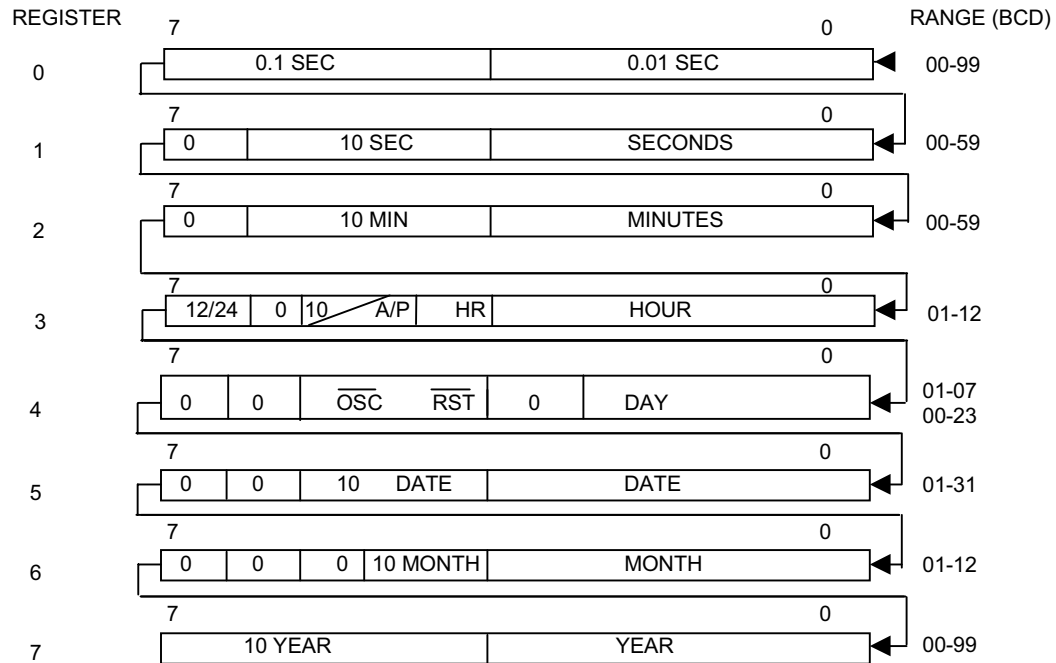 REGISTER 7 0 RANGE (BCD)
0 0.1 SEC 0.01 SEC 00-99
7 0
1 0 10 SEC SECONDS 00-59
7 0
2 0 10 MIN MINUTES 00-59
7 0
3 12/24 0 10 A/P HR HOUR 01-12
7 0
4 0 0 OSC RST 0 DAY 01-07
00-23
7 0
5 0 0 10 DATE DATE 01-31
7 0
6 0 0 0 10 MONTH MONTH 01-12
7 0
7 10 YEAR YEAR 00-99